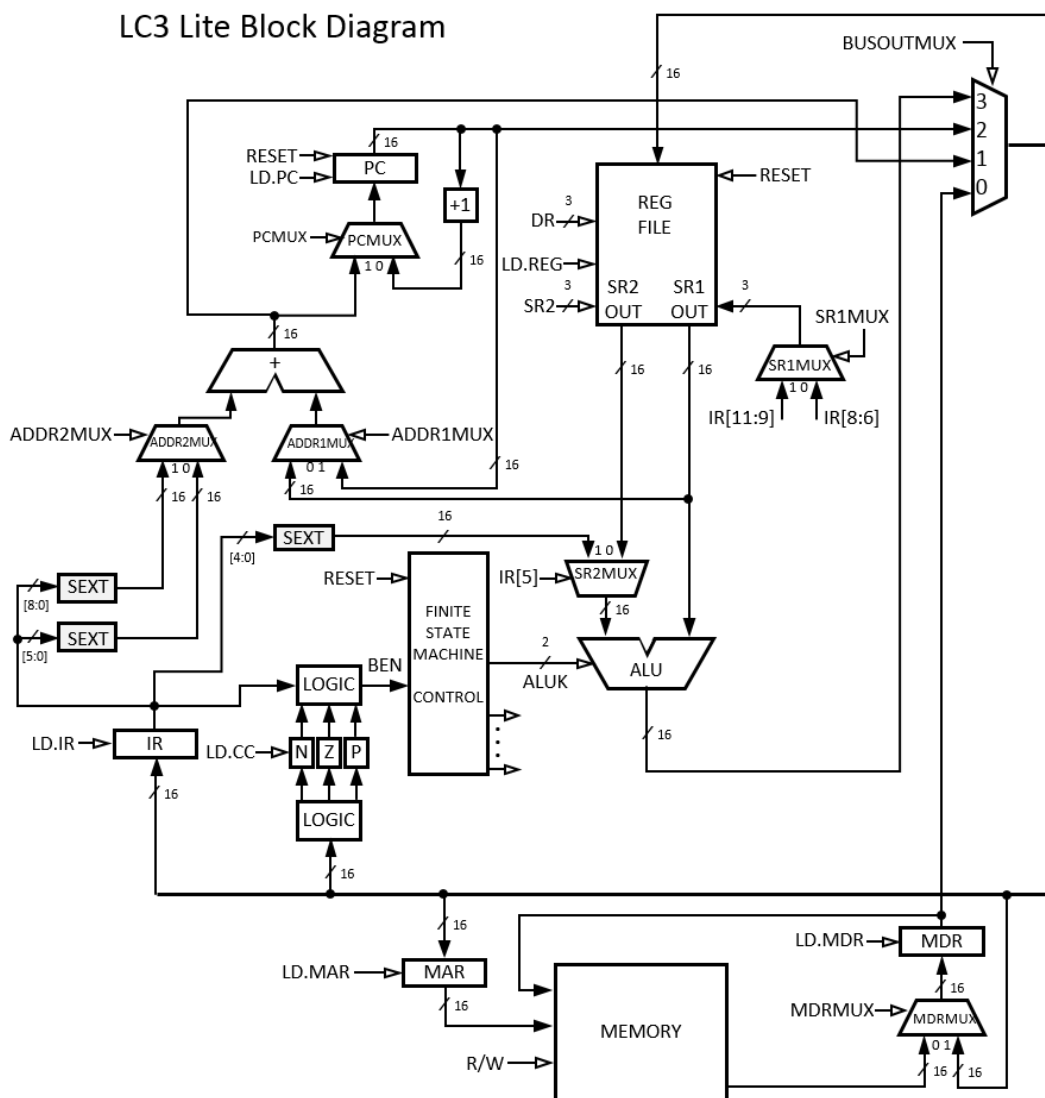 LC3 Lite Block Diagram
BUSOUTMUX
16
3
2
1
0
16
16
RESET
LD.PC
PC
+1
PCMUX
PCMUX
1 0
16
REG
FILE
RESET
3
DR
LD.REG
3
SR2
SR2
OUT
SR1
OUT
3
SR1MUX
SR1MUX
1 0
IR[11:9]
IR[8:6]
16
16
16
+
ADDR2MUX
ADDR2MUX
1 0
ADDR1MUX
0 1
ADDR1MUX
16
16
16
16
16
SEXT
[4:0]
1 0
SR2MUX
IR[5]
16
SEXT
[8:0]
SEXT
[5:0]
RESET
FINITE
STATE
MACHINE
CONTROL
2
ALUK
ALU
16
BEN
LOGIC
LD.IR
IR
16
LD.CC
N
Z
P
LOGIC
16
16
LD.MAR
MAR
16
MEMORY
R/W
LD.MDR
MDR
16
MDRMUX
MDRMUX
0 1
16
16